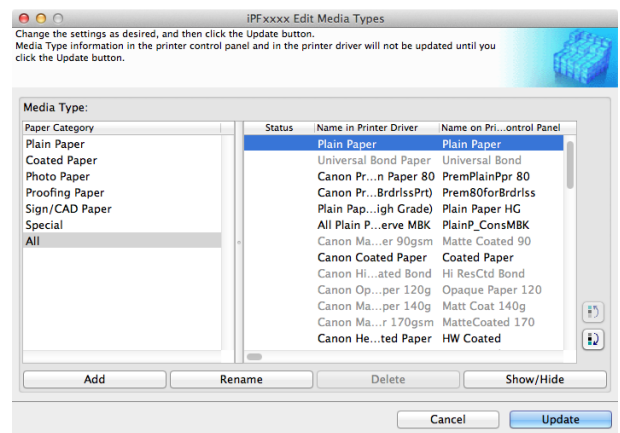 iPFxxxx Edit Media Types
Change the settings as desired, and then click the Update button.
Media Type information in the printer control panel and in the printer driver will not be updated until you
click the Update button.
Media Type:
Paper Category
Plain Paper
Coated Paper
Photo Paper
Proofing Paper
Sign/CAD Paper
Special
All
Status Name in Printer Driver Name on Pri...ontrol Panel
Plain Paper Plain Paper
Universal Bond Paper Universal Bond
Canon Pr...n Paper 80 PremPlainPpr 80
Canon Pr...BrdrlssPrt) Prem80forBrdrlss
Plain Pap...igh Grade) Plain Paper HG
All Plain P...erve MBK PlainP_ConsMBK
Canon Ma...er 90gsm Matte Coated 90
Canon Coated Paper Coated Paper
Canon Hi...ated Bond Hi ResCtd Bond
Canon Op...per 120g Opaque Paper 120
Canon Ma...per 140g Matt Coat 140g
Canon Ma...r 170gsm MatteCoated 170
Canon He...ted Paper HW Coated
Add Rename Delete Show/Hide
Cancel Update